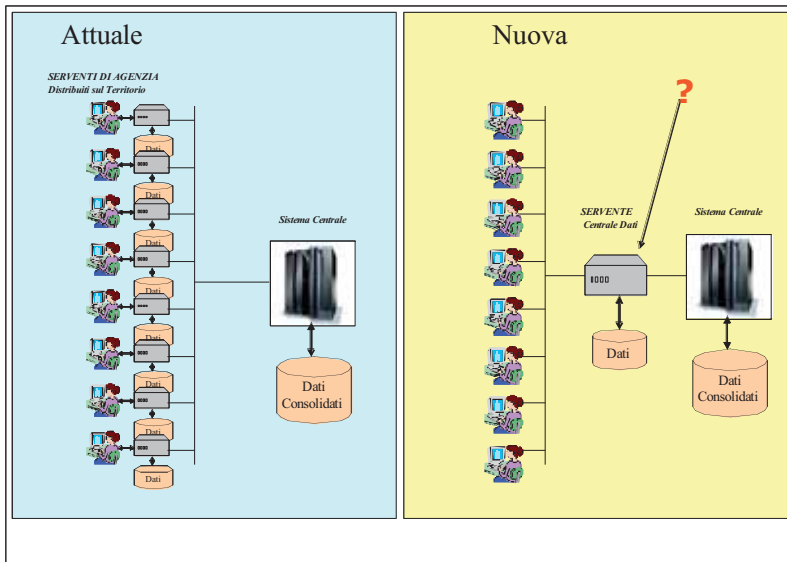 Attuale
SERVENTI DI AGENZIA
Distribuiti sul Territorio
Dati
Dati
Dati
Dati
Dati
Dati
Dati
Dati
Sistema Centrale
Dati
Consolidati
Nuova
?
SERVENTE
Centrale Dati
Sistema Centrale
Dati
Dati
Consolidati